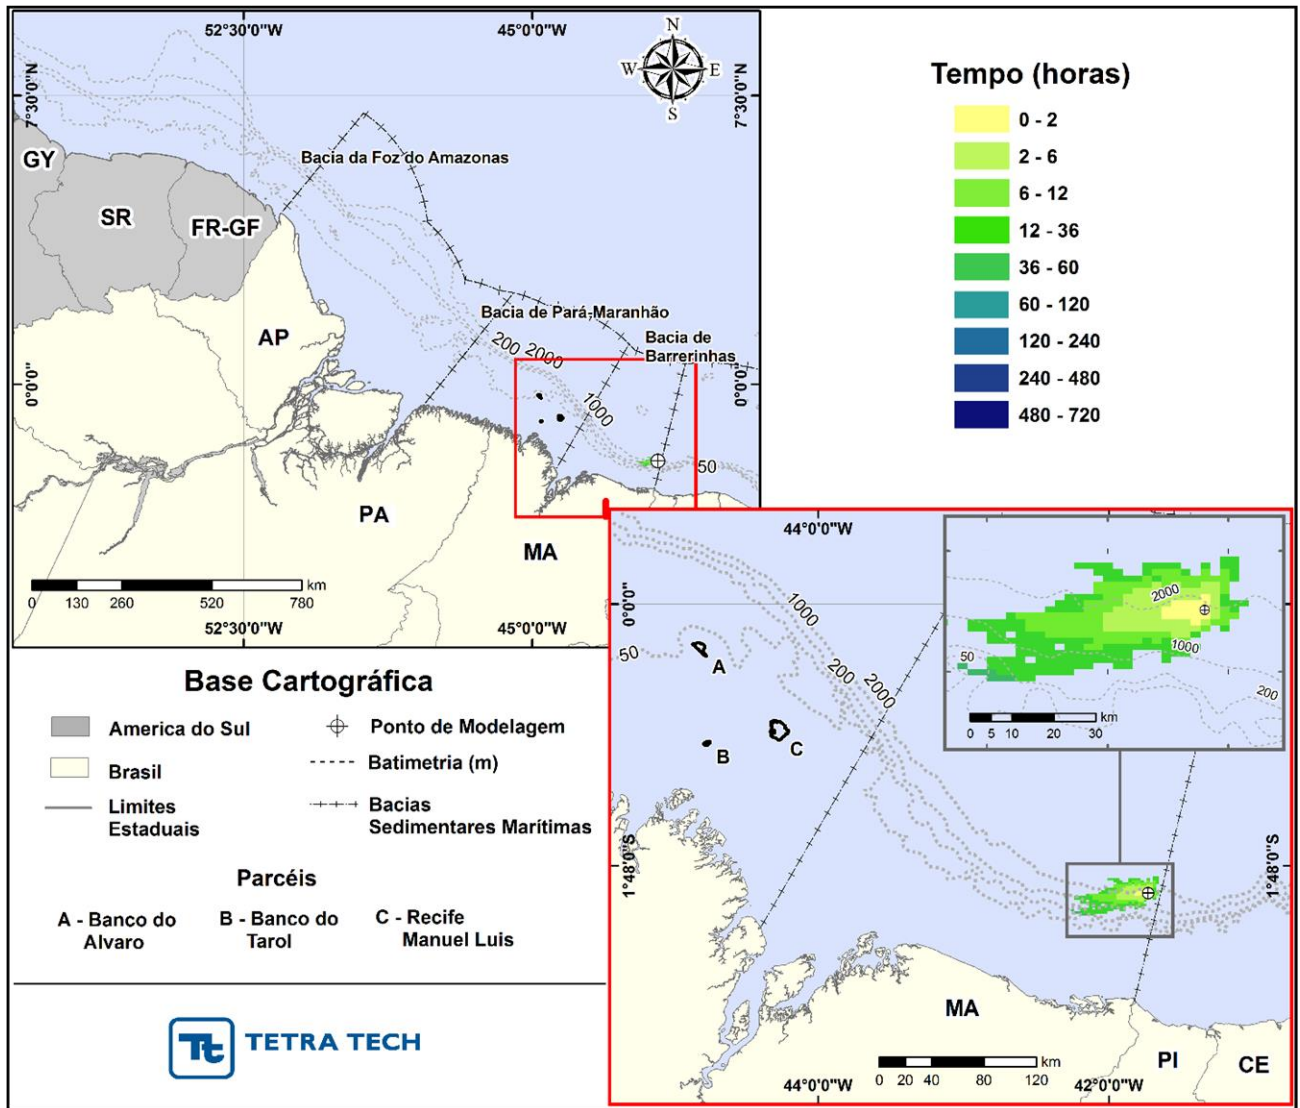 52°30'0"W
45°0'0"W
N
W
E
S
7°30'0"N
7°30'0"N
Bacia da Foz do Amazonas
GY
SR
FR-GF
Bacia de Pará-Maranhão
Bacia de
Barrerinhas
AP
200
2000
1000
50
0°0'0"
0°0'0"
PA
MA
km
0
130
260
520
780
52°30'0"W
45°0'0"W
Tempo (horas)
0 - 2
2 - 6
6 - 12
12 - 36
36 - 60
60 - 120
120 - 240
240 - 480
480 - 720
44°0'0"W
0°0'0"
1000
50
A
200
2000
B
C
2000
1000
50
200
0
5
10
20
30
km
1°48'0"S
1°48'0"S
MA
PI
CE
km
0
20
40
80
120
44°0'0"W
42°0'0"W
Base Cartográfica
America do Sul
Ponto de Modelagem
Brasil
Batimetria (m)
Limites
Estaduais
Bacias
Sedimentares Marítimas
Parcéis
A - Banco do
Alvaro
B - Banco do
Tarol
C - Recife
Manuel Luis
Tt
TETRA TECH